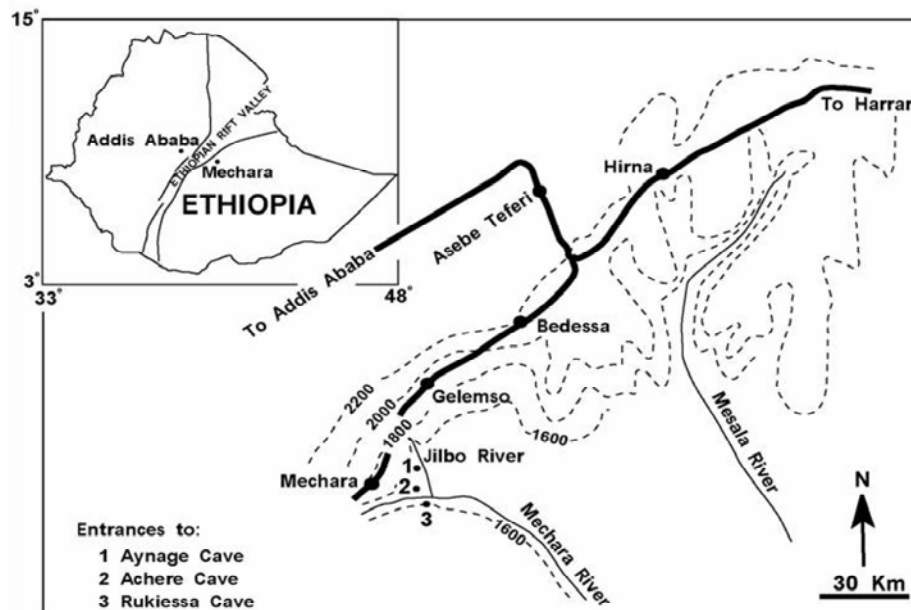 15°
3°
33°
48°
Addis Ababa
ETHIOPIAN RIFT VALLEY
Mechara
ETHIOPIA
To Harrar
Hirna
Asebe Teferi
To Addis Ababa
Bedessa
Gelemso
2200
2000
1800
1600
Mechara
Jilbo River
1
2
3
1600
Mechara River
Mesala River
N
30 Km
Entrances to:
1 Aynage Cave
2 Achere Cave
3 Rukiessa Cave